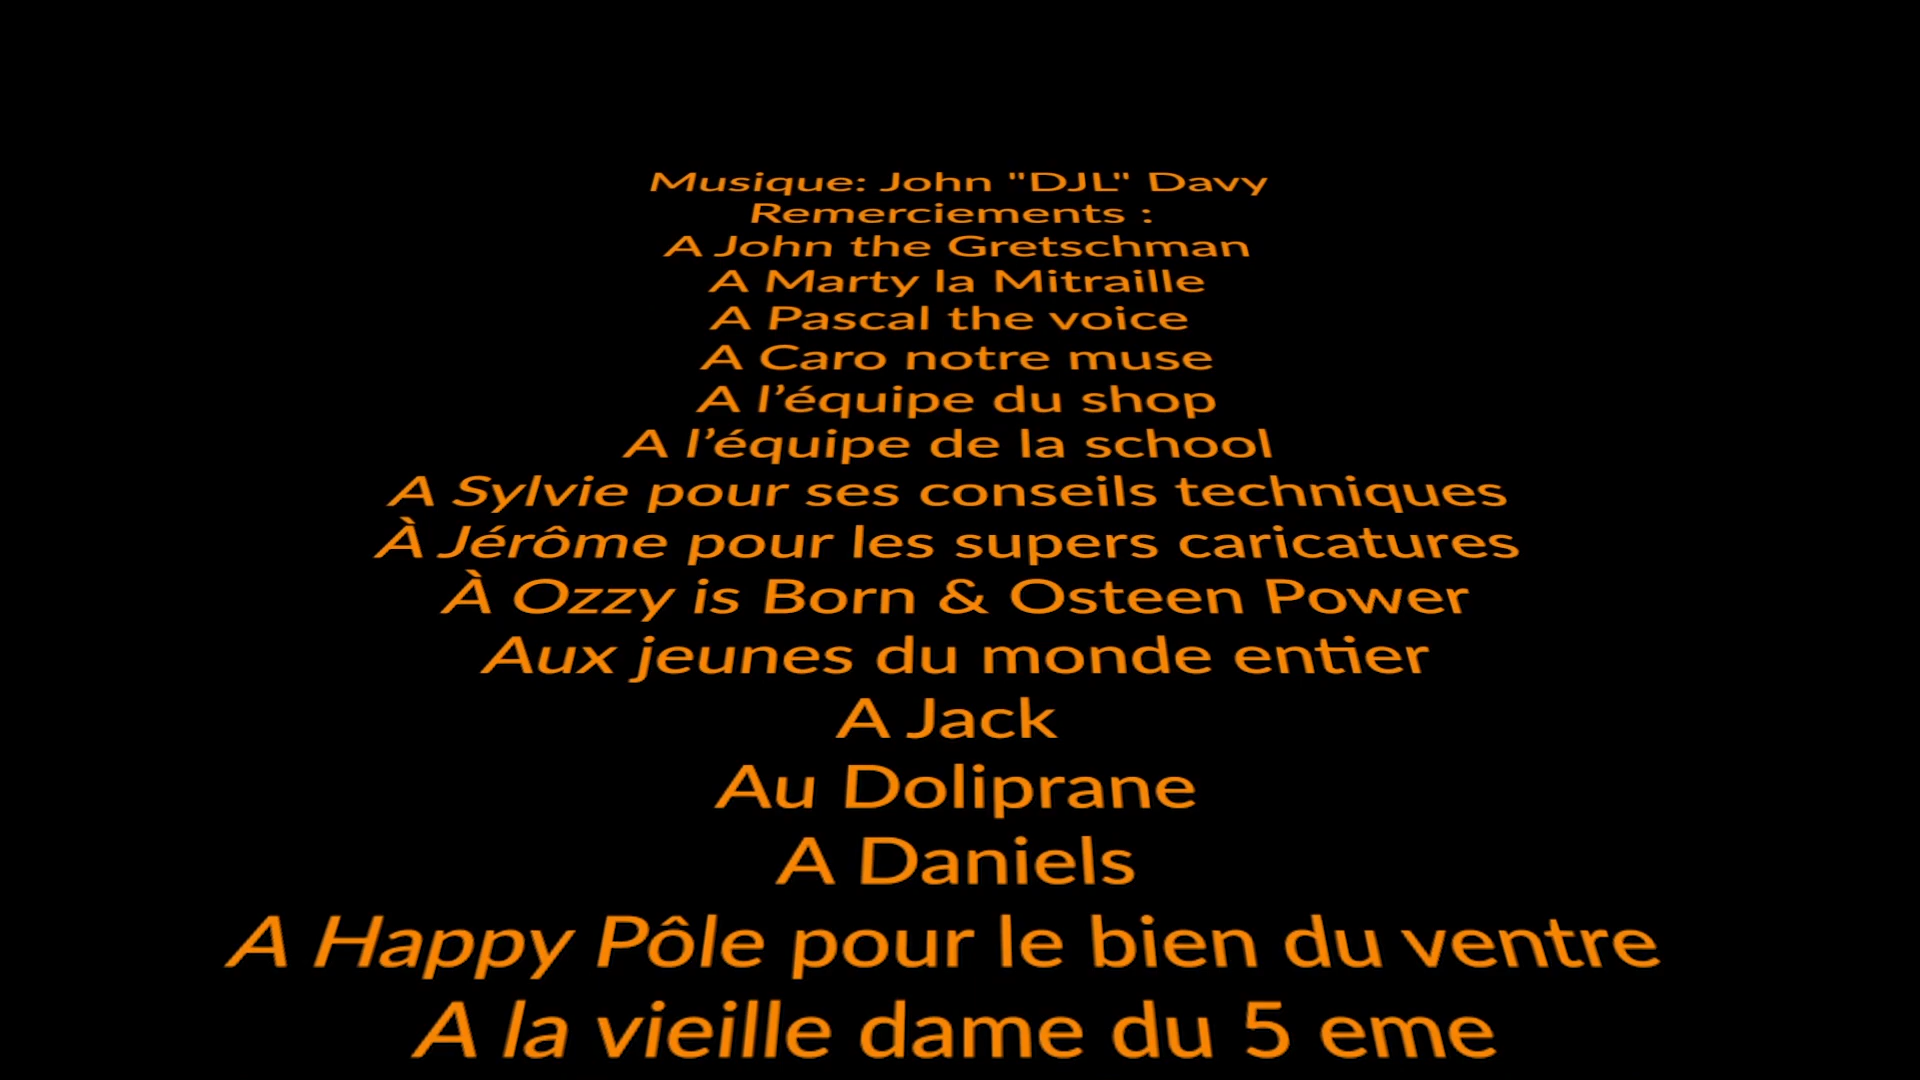 Musique: John "DJL" Davy
Remerciements :
A John the Gretschman
A Marty la Mitraille
A Pascal the voice
A Caro notre muse
A l’équipe du shop
A l’équipe de la school
A Sylvie pour ses conseils techniques
À Jérôme pour les supers caricatures
À Ozzy is Born & Osteen Power
Aux jeunes du monde entier
A Jack
Au Doliprane
A Daniels
A Happy Pôle pour le bien du ventre
A la vieille dame du 5 eme